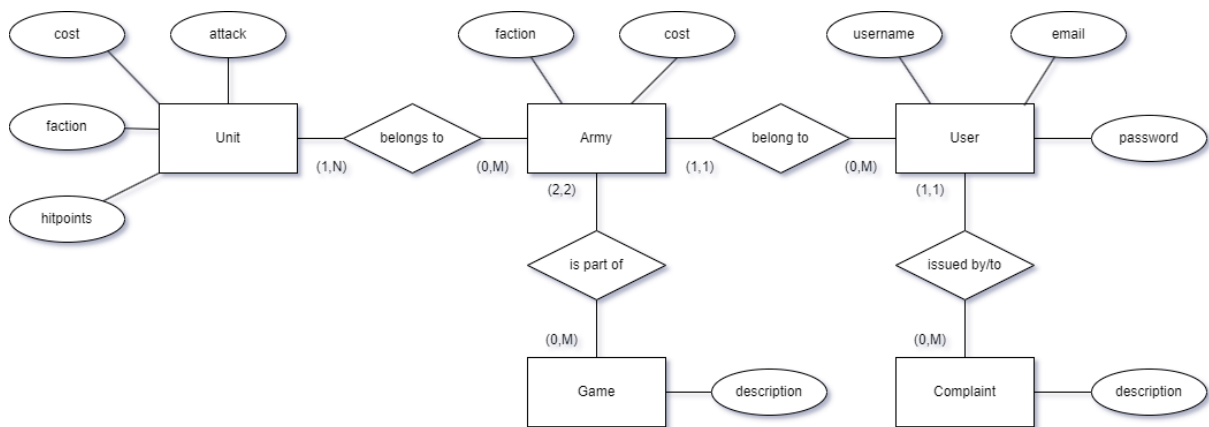 cost
attack
faction
cost
username
email
faction
Unit
belongs to
Army
belong to
User
password
(1,N)
(0,M)
(1,1)
(0,M)
(2,2)
(1,1)
hitpoints
is part of
issued by/to
(0,M)
(0,M)
Game
description
Complaint
description